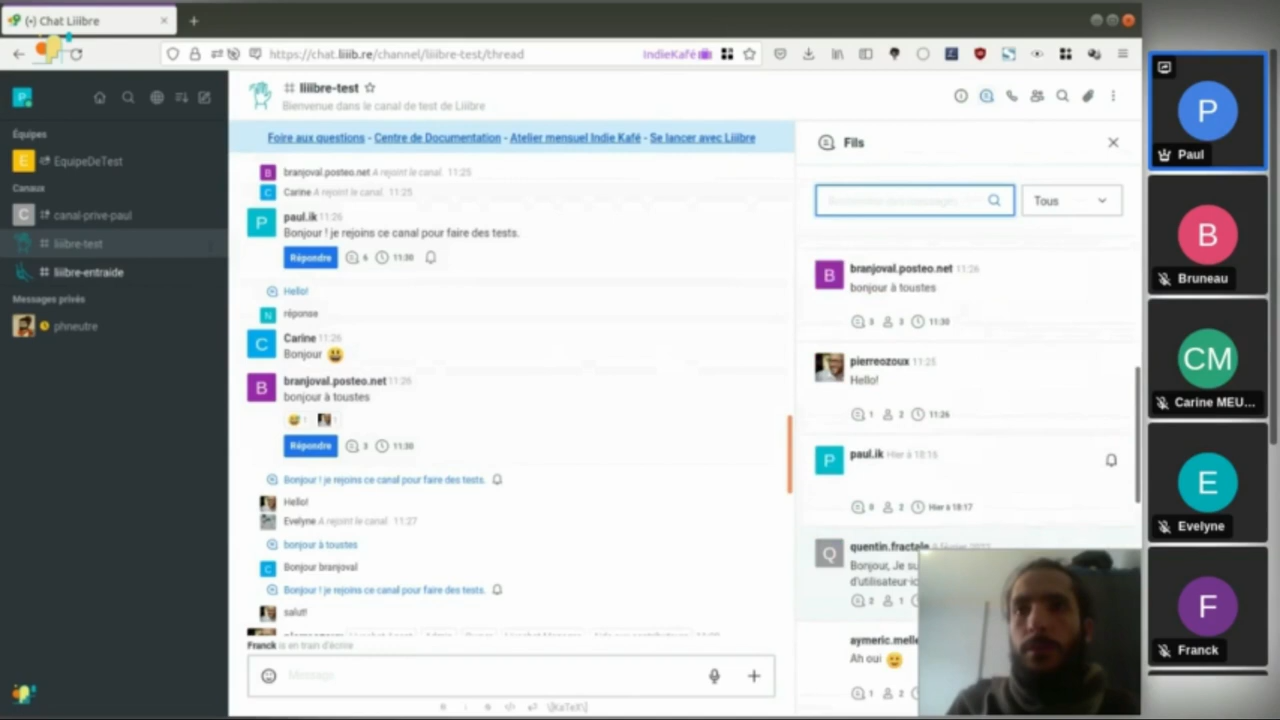 (•) Chat Liiibre
https://chat.liiib.re/channel/liiibre-test/thread
IndieKafé
P
liiibre-test
Bienvenue dans le canal de test de Liiibre
Équipes
E EquipeDeTest
Canaux
C canal-prive-paul
liiibre-test
liiibre-entraide
Messages privés
phneutre
Foire aux questions - Centre de Documentation - Atelier mensuel Indie Kafé - Se lancer avec Liiibre
B branjoval.posteo.net A rejoint le canal. 11:25
C Carine A rejoint le canal. 11:25
P paul.ik 11:26
Bonjour ! je rejoins ce canal pour faire des tests.
Répondre 6 11:30
Hello!
N réponse
C Carine 11:26
Bonjour 😃
B branjoval.posteo.net 11:26
bonjour à toustes
Répondre 3 11:30
Bonjour ! je rejoins ce canal pour faire des tests.
Hello!
Evelyne A rejoint le canal. 11:27
bonjour à toustes
C Bonjour branjoval
Bonjour ! je rejoins ce canal pour faire des tests.
salut!
Franck is en train d'écrire
Message
Fils
Tous
B branjoval.posteo.net 11:26
bonjour à toustes
3 3 11:30
pierreozoux 11:25
Hello!
1 2 11:26
P paul.ik Hier à 18:16
2 Hier à 18:17
Q quentin.fractele
Bonjour, Je su
d'utilisateur·ic
1
aymeric.melle
Ah oui 😉
1 2
P
Paul
B
Bruneau
CM
Carine MEU...
E
Evelyne
F
Franck